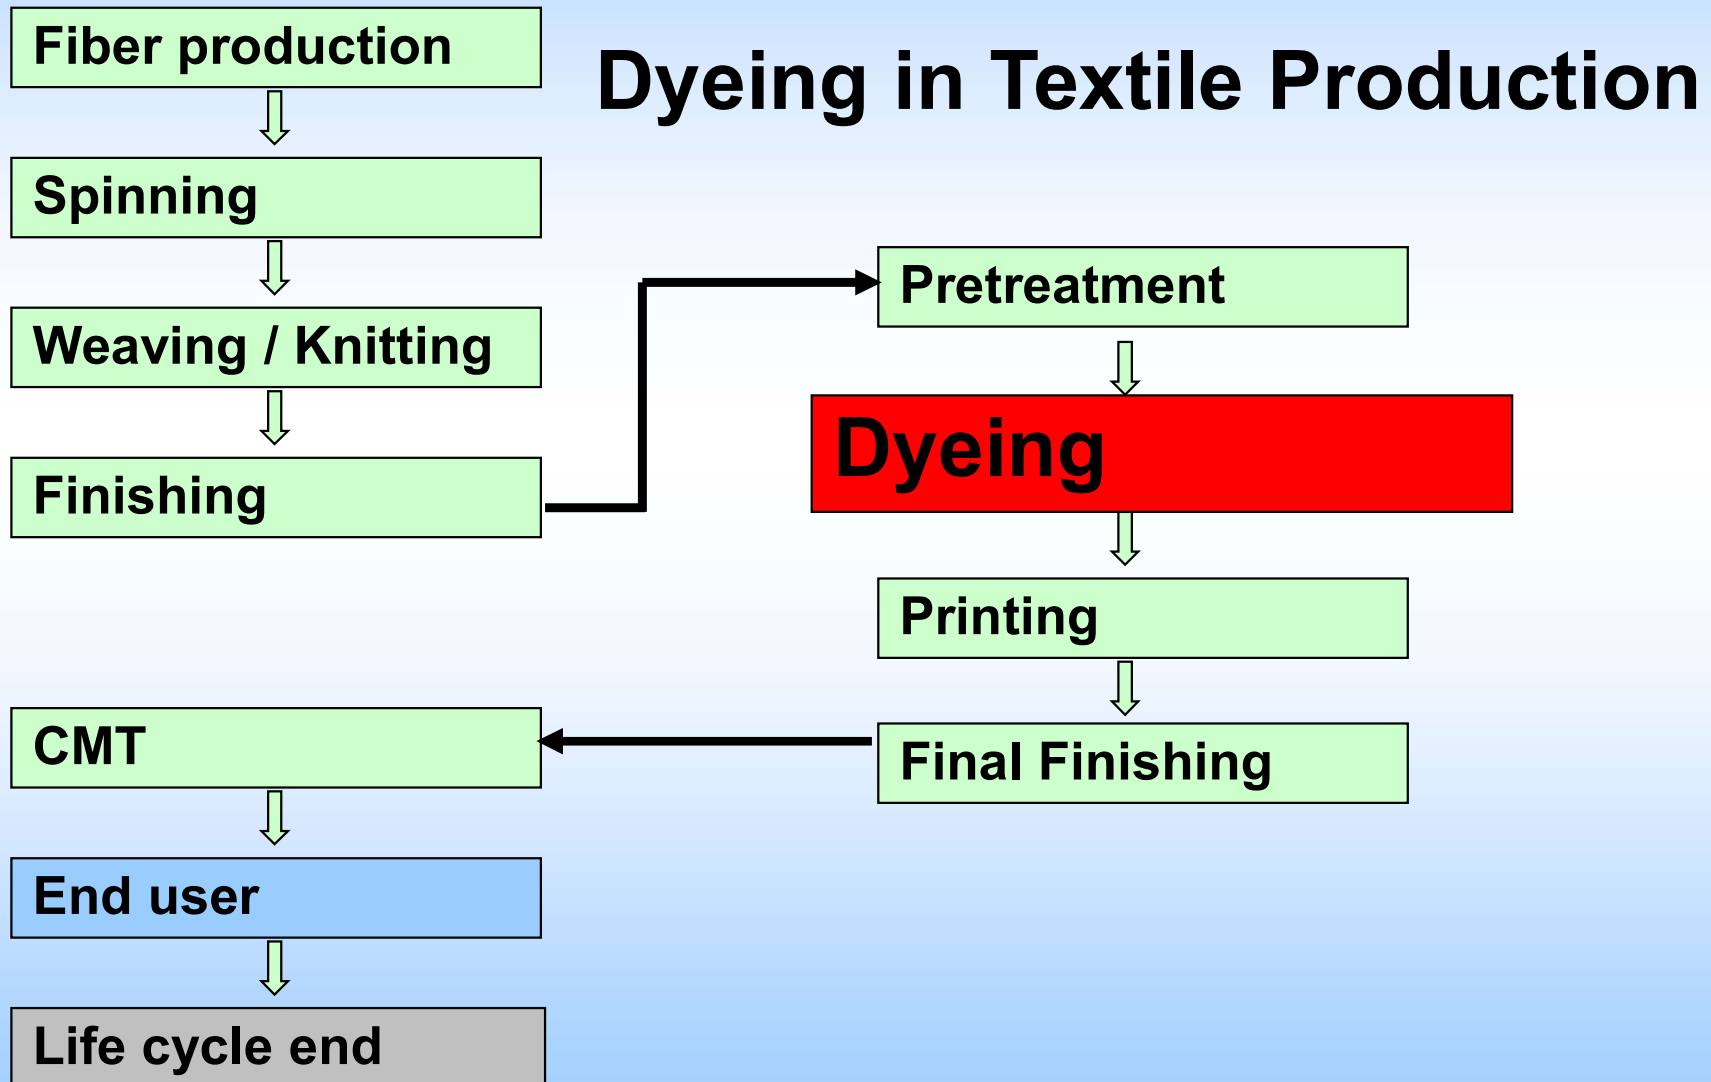 Dyeing in Textile Production
Fiber production
Spinning
Weaving / Knitting
Finishing
Pretreatment
Dyeing
Printing
Final Finishing
CMT
End user
Life cycle end